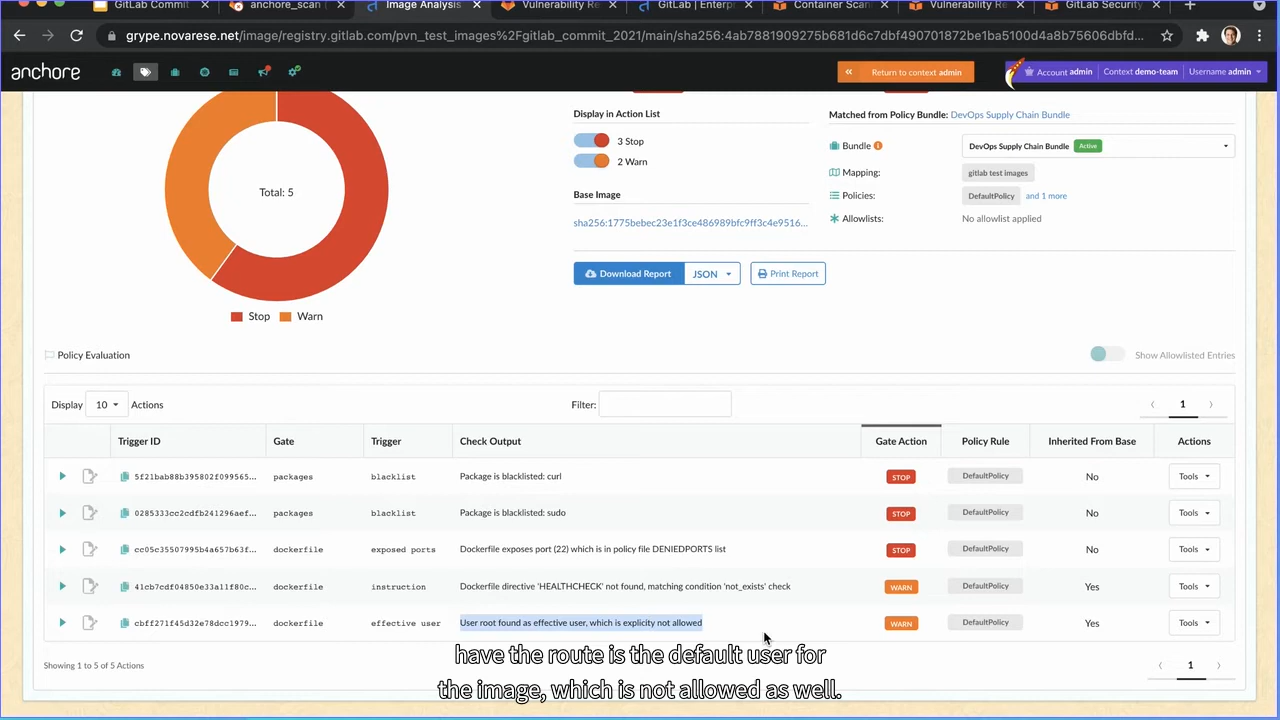 GitLab Commit
anchore_scan (
Image Analysis
Vulnerability Re
GitLab | Enterp
Container Scan
Vulnerability Re
GitLab Security
grype.novarese.net/image/registry.gitlab.com/pvn_test_images%2Fgitlab_commit_2021/main/sha256:4ab7881909275b681d6c7dbf490701872be1ba5100d4a8b75606dbfd...
anchore
Return to context admin
Account admin
Context demo-team
Username admin
Total: 5
Stop
Warn
Display in Action List
3 Stop
2 Warn
Base Image
sha256:1775bebec23e1f3ce486989bfc9ff3c4e9516...
Download Report
JSON
Print Report
Matched from Policy Bundle: DevOps Supply Chain Bundle
Bundle
DevOps Supply Chain Bundle Active
Mapping:
gitlab test images
Policies:
DefaultPolicy and 1 more
Allowlists:
No allowlist applied
Policy Evaluation
Show Allowlisted Entries
Display 10 Actions
Filter:
1
Trigger ID Gate Trigger Check Output Gate Action Policy Rule Inherited From Base Actions
5f21bab88b395802f099565... packages blacklist Package is blacklisted: curl STOP DefaultPolicy No Tools
0285333cc2cdfb241296aef... packages blacklist Package is blacklisted: sudo STOP DefaultPolicy No Tools
cc05c35507995b4a657b63f... dockerfile exposed ports Dockerfile exposes port (22) which is in policy file DENIEDPORTS list STOP DefaultPolicy No Tools
41cb7cdf04850e33a11f80c... dockerfile instruction Dockerfile directive 'HEALTHCHECK' not found, matching condition 'not_exists' check WARN DefaultPolicy Yes Tools
cbff271f45d32e78dcc1979... dockerfile effective user User root found as effective user, which is explicity not allowed WARN DefaultPolicy Yes Tools
Showing 1 to 5 of 5 Actions
1
have the route is the default user for
the image, which is not allowed as well.